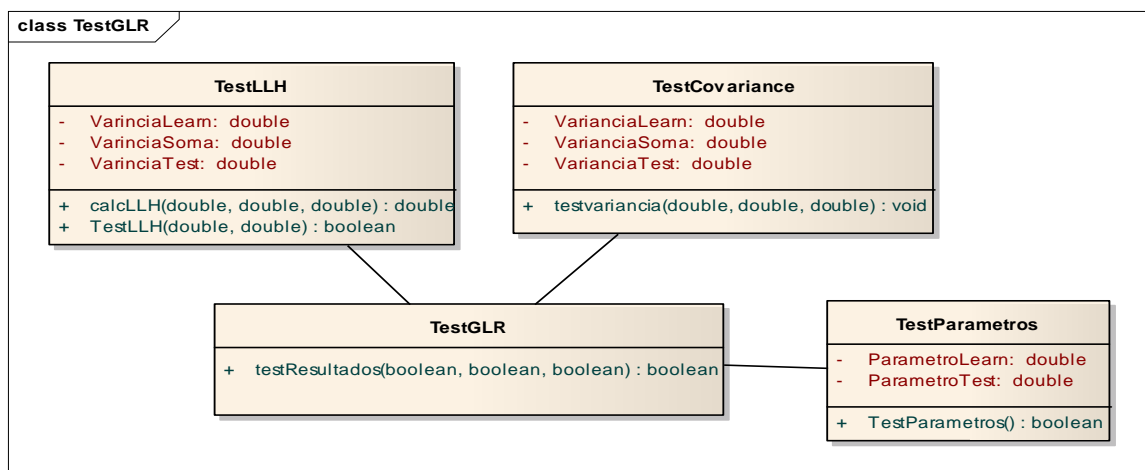 class TestGLR
TestLLH
- VarinciaLearn: double
- VarinciaSoma: double
- VarinciaTest: double
+ calcLLH(double, double, double) : double
+ TestLLH(double, double) : boolean
TestCovariance
- VarianciaLearn: double
- VarianciaSoma: double
- VarianciaTest: double
+ testvariancia(double, double, double) : void
TestGLR
+ testResultados(boolean, boolean, boolean) : boolean
TestParametros
- ParametroLearn: double
- ParametroTest: double
+ TestParametros() : boolean